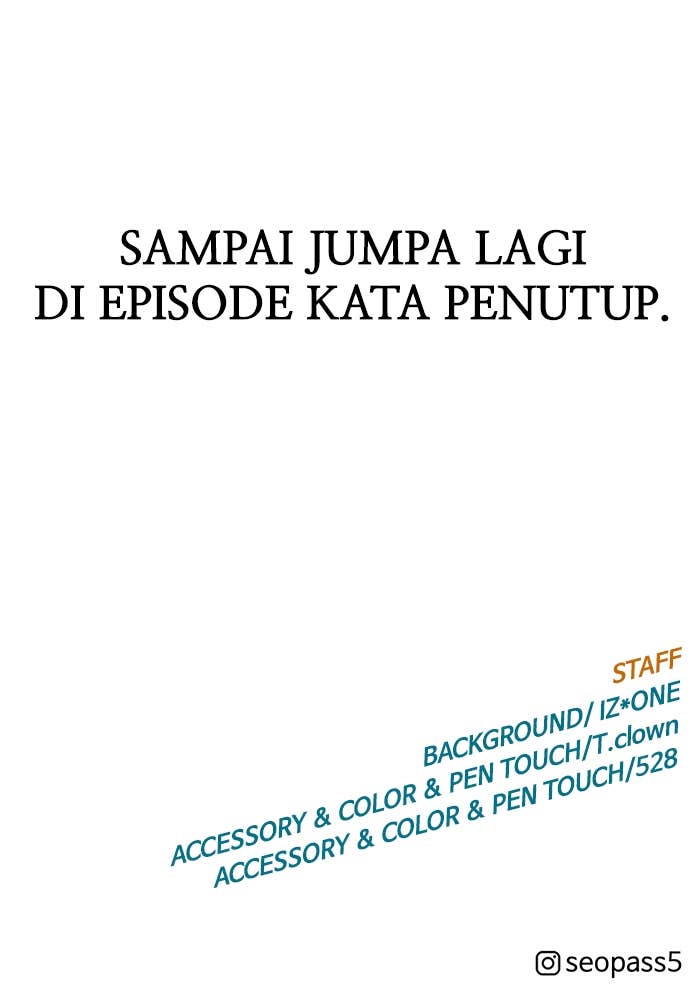 SAMPAI JUMPA LAGI
DI EPISODE KATA PENUTUP.
STAFF
BACKGROUND/ IZ*ONE
ACCESSORY & COLOR & PEN TOUCH/T.clown
ACCESSORY & COLOR & PEN TOUCH/528
seopass5